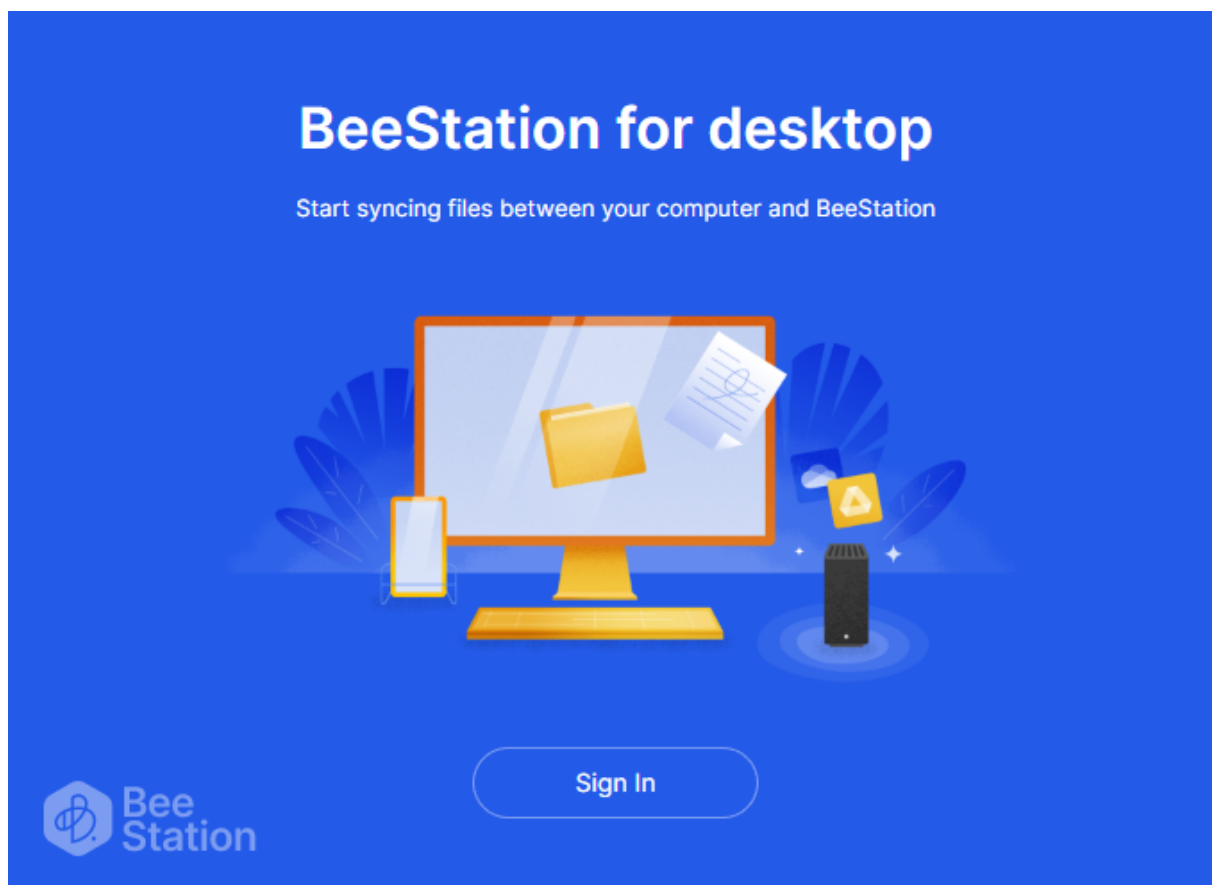 BeeStation for desktop
Start syncing files between your computer and BeeStation
Sign In
Bee
Station